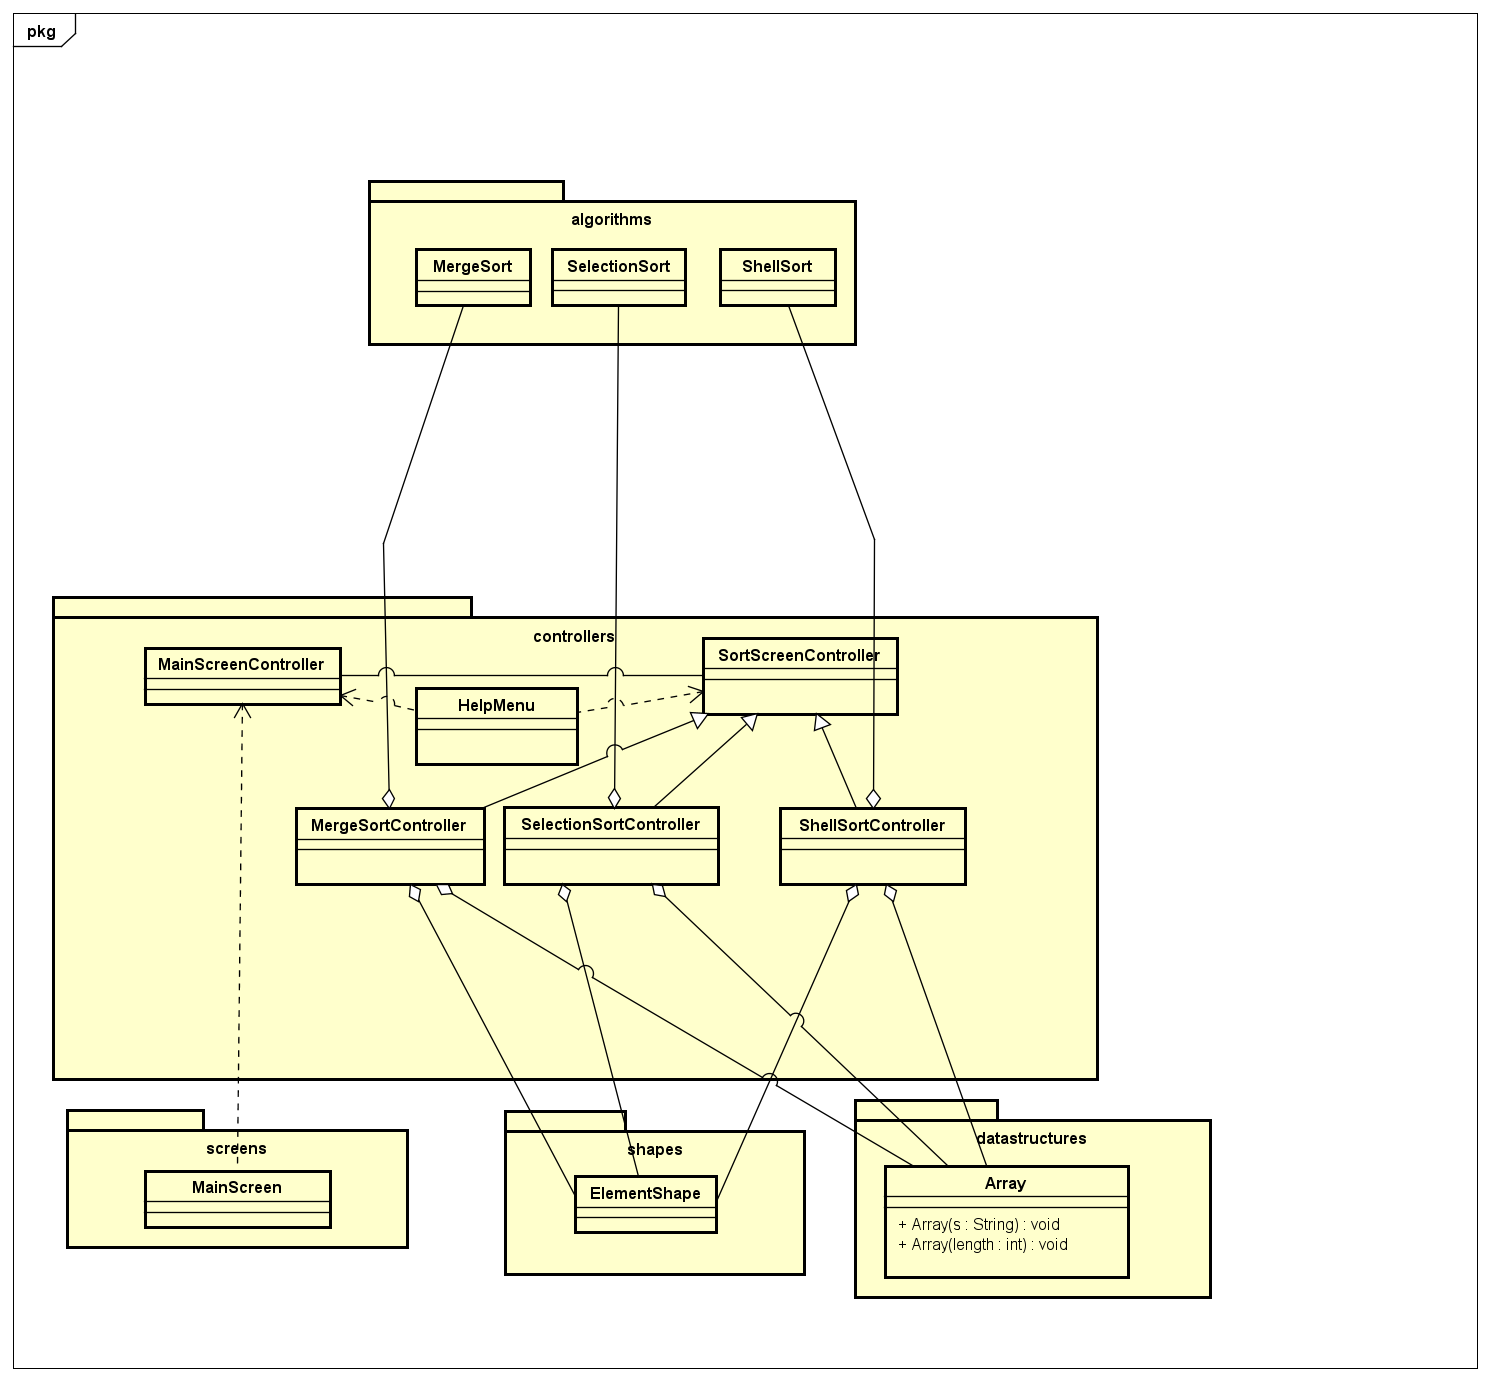 pkg
algorithms
MergeSort
SelectionSort
ShellSort
controllers
MainScreenController
SortScreenController
HelpMenu
MergeSortController
SelectionSortController
ShellSortController
screens
MainScreen
shapes
ElementShape
datastructures
Array
+ Array(s : String) : void
+ Array(length : int) : void